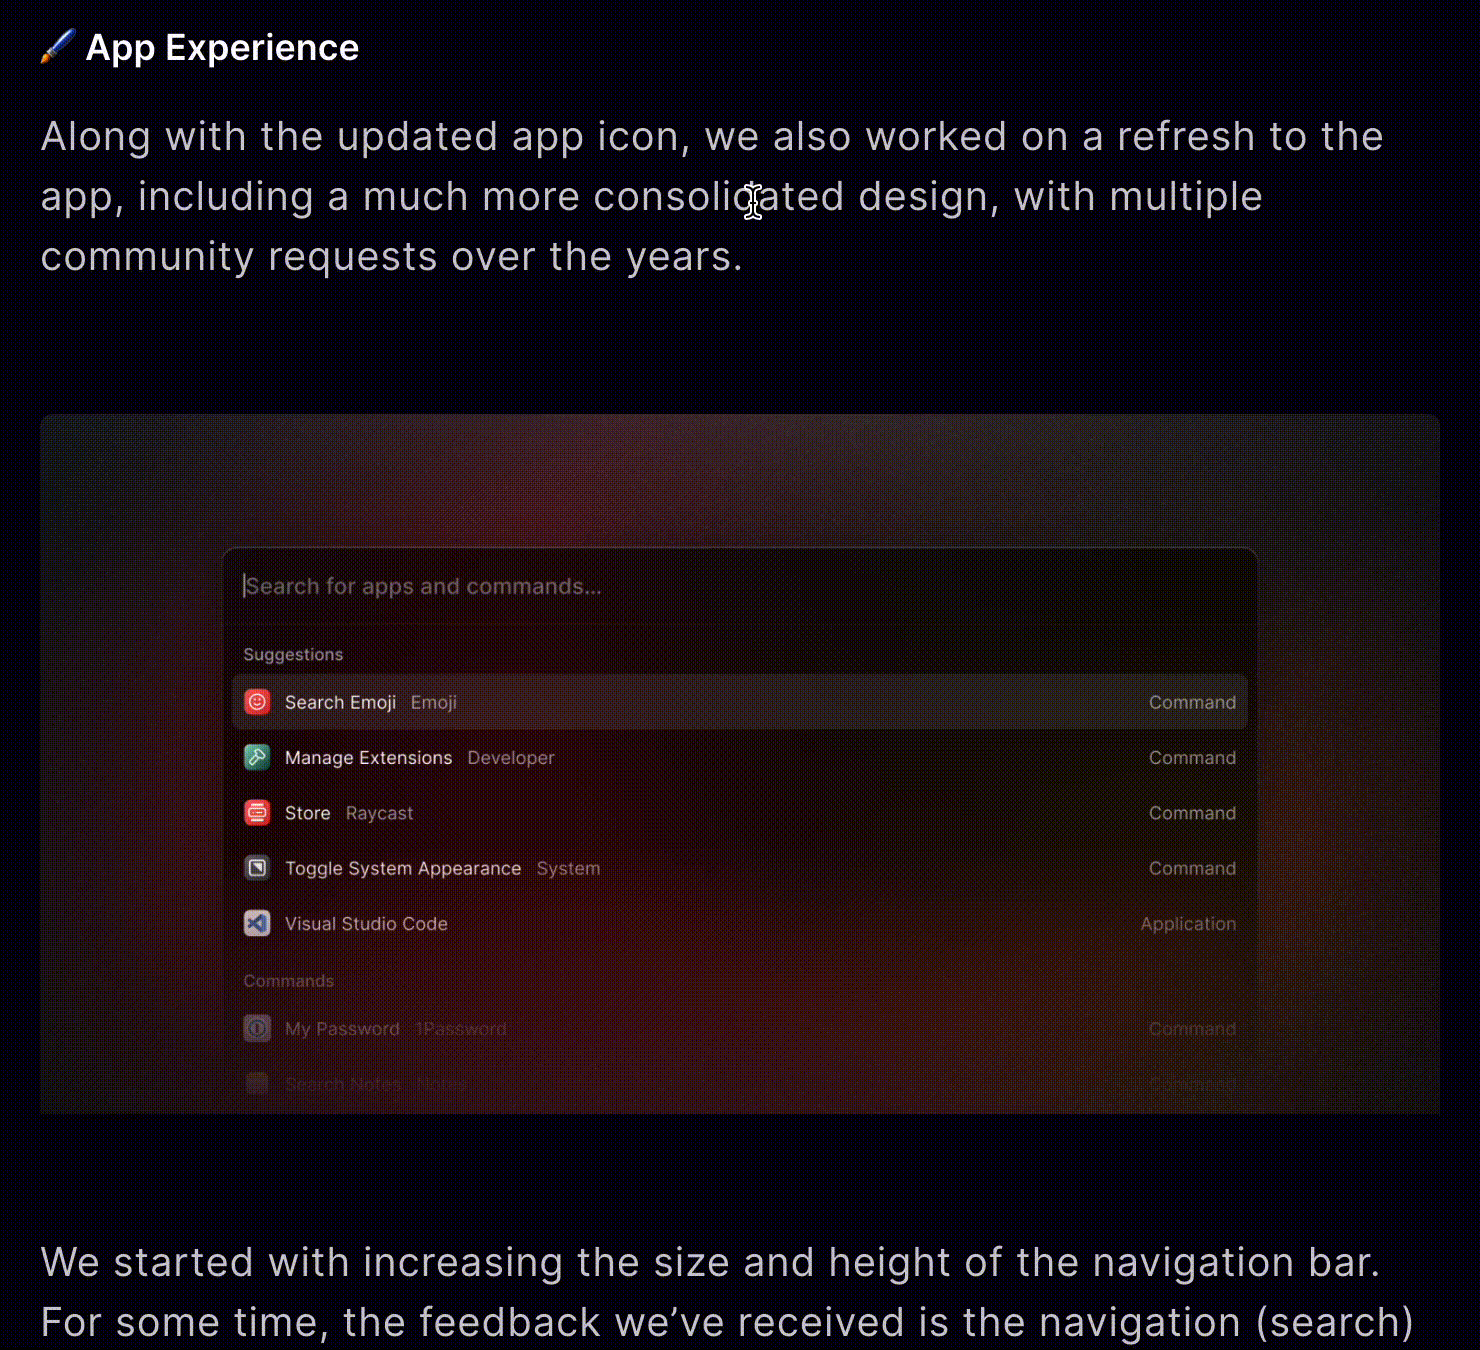 App Experience
Along with the updated app icon, we also worked on a refresh to the
app, including a much more consolidated design, with multiple
community requests over the years.
Search for apps and commands...
Suggestions
Search Emoji Emoji Command
Manage Extensions Developer Command
Store Raycast Command
Toggle System Appearance System Command
Visual Studio Code Application
Commands
My Password 1Password Command
Search Notes Notes Command
We started with increasing the size and height of the navigation bar.
For some time, the feedback we’ve received is the navigation (search)